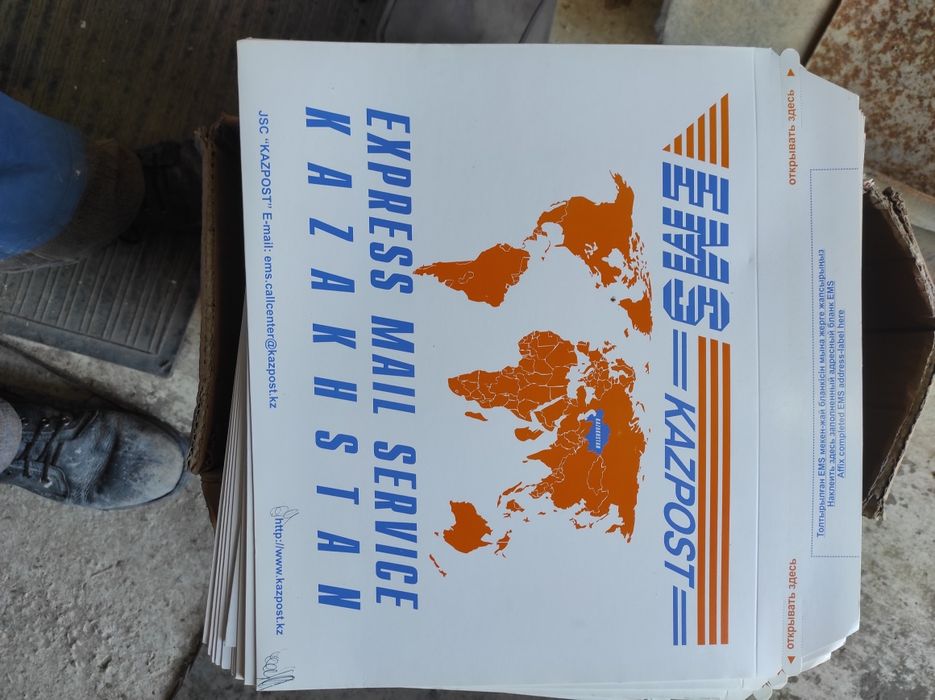 открывать здесь
открывать здесь
Толтырылған EMS мекен-жай бланкісін мына жерге жапсырыңыз
Наклеить здесь заполненный адресный бланк EMS
Affix completed EMS address-label here
EMS KAZPOST
KAZAKHSTAN
EXPRESS MAIL SERVICE
KAZAKHSTAN
JSC "KAZPOST" E-mail: ems.callcenter@kazpost.kz
http://www.kazpost.kz